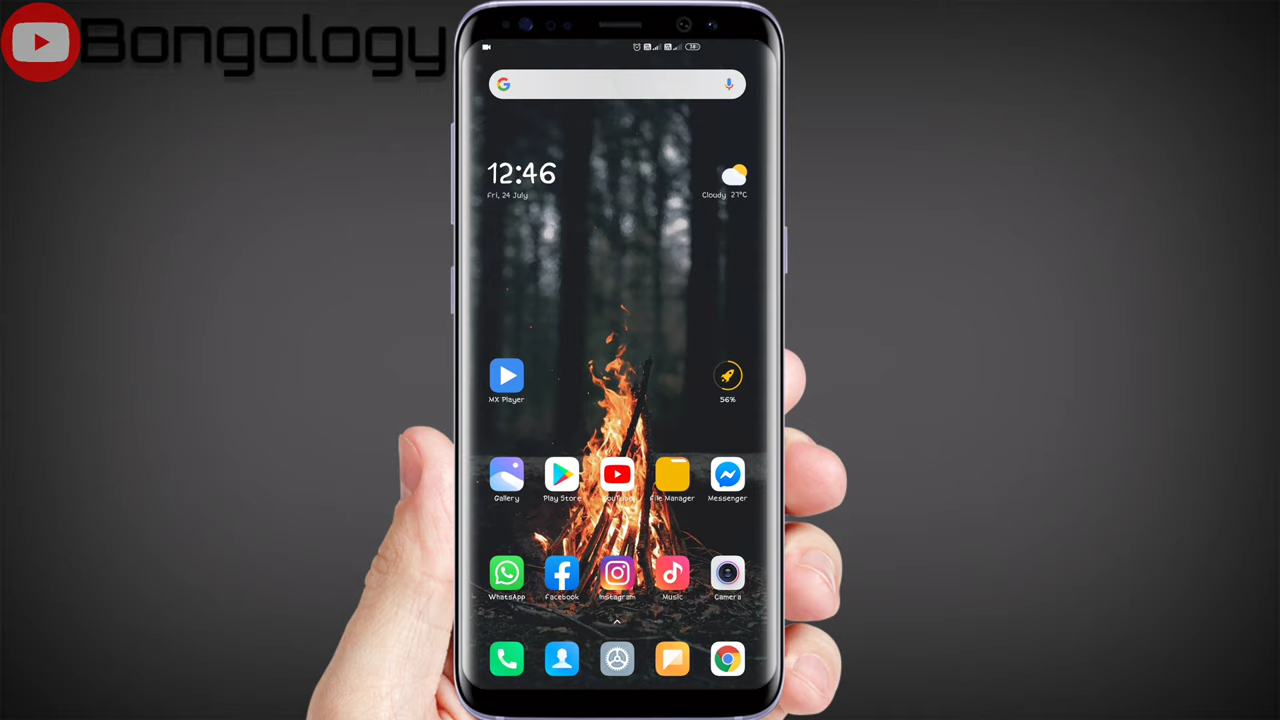 Bongology
12:46
Fri, 24 July
Cloudy 27°C
MX Player
56%
Gallery
Play Store
YouTube
File Manager
Messenger
WhatsApp
Facebook
Instagram
Music
Camera